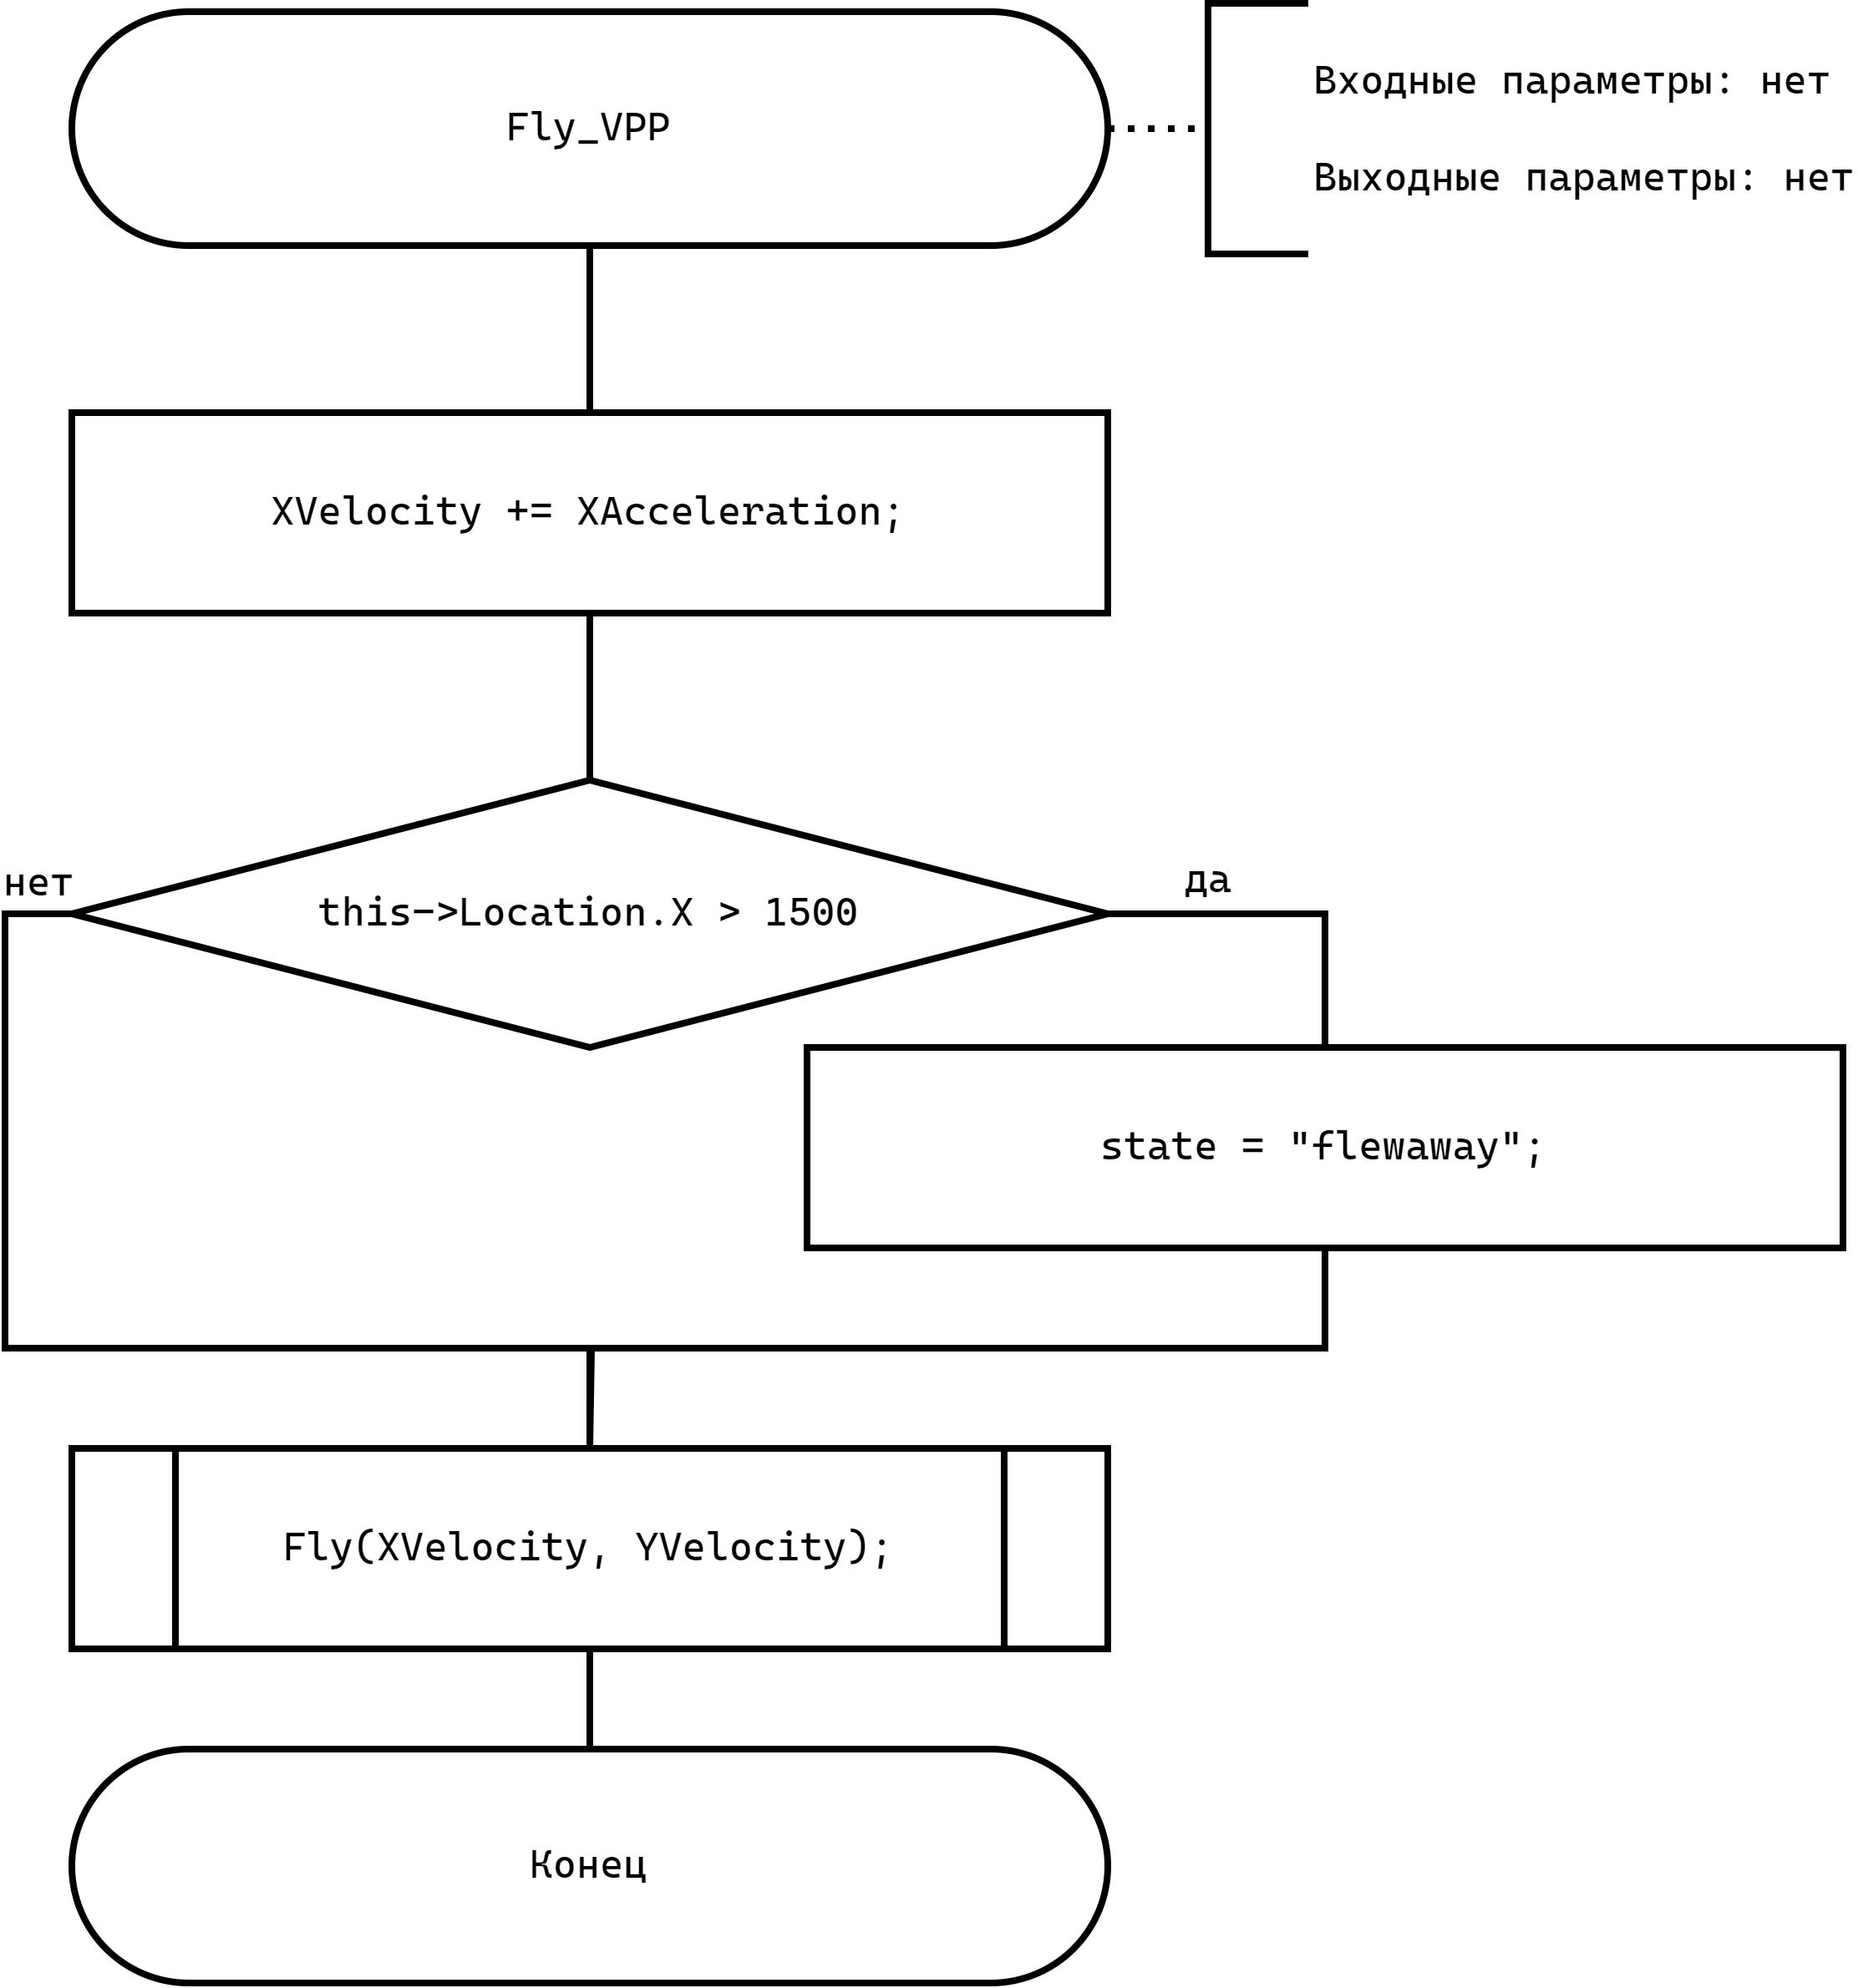 Fly_VPP
Входные параметры: нет
Выходные параметры: нет
XVelocity += XAcceleration;
нет
this->Location.X > 1500
да
state = "flewaway";
Fly(XVelocity, YVelocity);
Конец